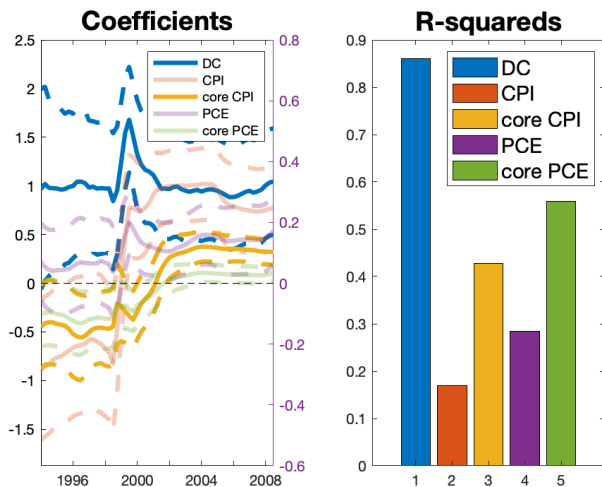 Coefficients
2.5
2
1.5
1
0.5
0
-0.5
-1
-1.5
0.8
0.6
0.4
0.2
0
-0.2
-0.4
-0.6
DC
CPI
core CPI
PCE
core PCE
1996 2000 2004 2008
R-squareds
0.9
0.8
0.7
0.6
0.5
0.4
0.3
0.2
0.1
0
DC
CPI
core CPI
PCE
core PCE
1 2 3 4 5